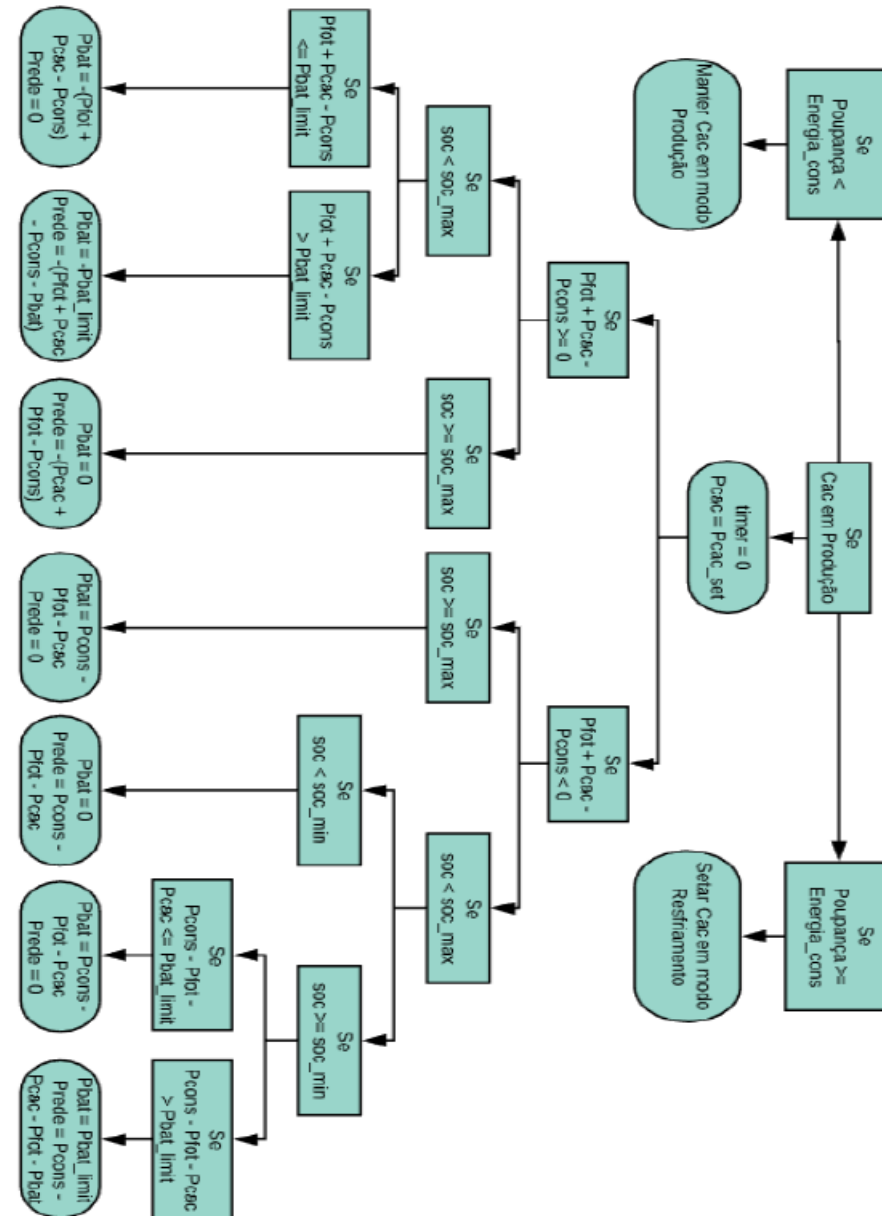 Se
Cac em Produção
Se
Poupança <
Energia_cons
Manter Cac em modo
Produção
timer = 0
Pcac = Pcac_set
Se
Poupança >=
Energia_cons
Setar Cac em modo
Resfriamento
Se
Pfot + Pcac -
Pcons >= 0
Se
Pfot + Pcac -
Pcons < 0
Se
soc < soc_max
Se
soc >= soc_max
Se
soc >= soc_max
Se
soc < soc_max
Se
Pfot + Pcac - Pcons
<= Pbat_limit
Se
Pfot + Pcac - Pcons
> Pbat_limit
Se
soc < soc_min
Se
soc >= soc_min
Se
Pcons - Pfot -
Pcac <= Pbat_limit
Se
Pcons - Pfot - Pcac
> Pbat_limit
Pbat = -(Pfot +
Pcac - Pcons)
Prede = 0
Pbat = -Pbat_limit
Prede = -(Pfot + Pcac
- Pcons - Pbat)
Pbat = 0
Prede = -(Pcac +
Pfot - Pcons)
Pbat = Pcons -
Pfot - Pcac
Prede = 0
Pbat = 0
Prede = Pcons -
Pfot - Pcac
Pbat = Pcons -
Pfot - Pcac
Prede = 0
Pbat = Pbat_limit
Prede = Pcons -
Pcac - Pfot - Pbat